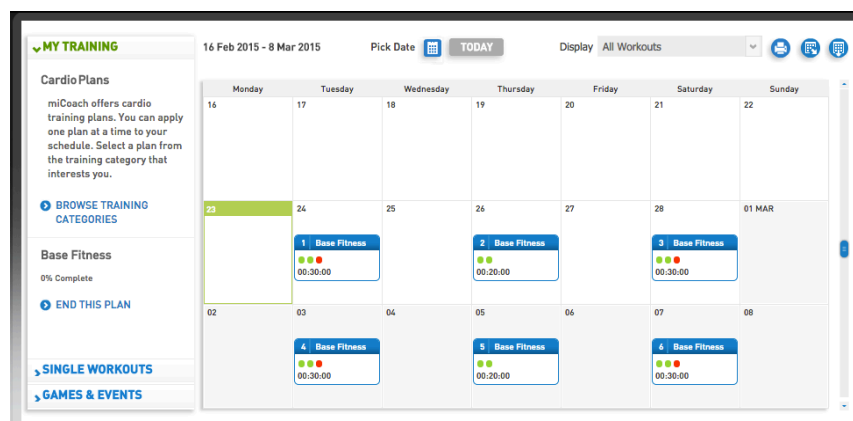 MY TRAINING
16 Feb 2015 - 8 Mar 2015 Pick Date TODAY Display All Workouts
Cardio Plans
miCoach offers cardio
training plans. You can apply
one plan at a time to your
schedule. Select a plan from
the training category that
interests you.
BROWSE TRAINING
CATEGORIES
Base Fitness
0% Complete
END THIS PLAN
SINGLE WORKOUTS
GAMES & EVENTS
Monday Tuesday Wednesday Thursday Friday Saturday Sunday
16 17 18 19 20 21 22
23 24 25 26 27 28 01 MAR
1 Base Fitness 2 Base Fitness 3 Base Fitness
00:30:00 00:20:00 00:30:00
02 03 04 05 06 07 08
4 Base Fitness 5 Base Fitness 6 Base Fitness
00:30:00 00:20:00 00:30:00